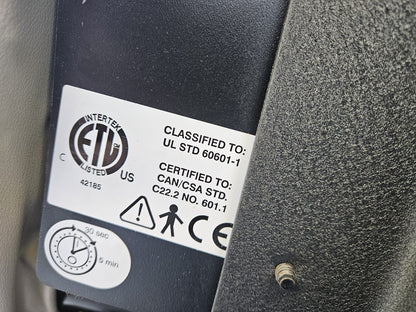 INTERTEK
ETL
LISTED
C US
42185
CLASSIFIED TO:
UL STD 60601-1
CERTIFIED TO:
CAN/CSA STD.
C22.2 NO. 601.1
CE
30 sec
5 min